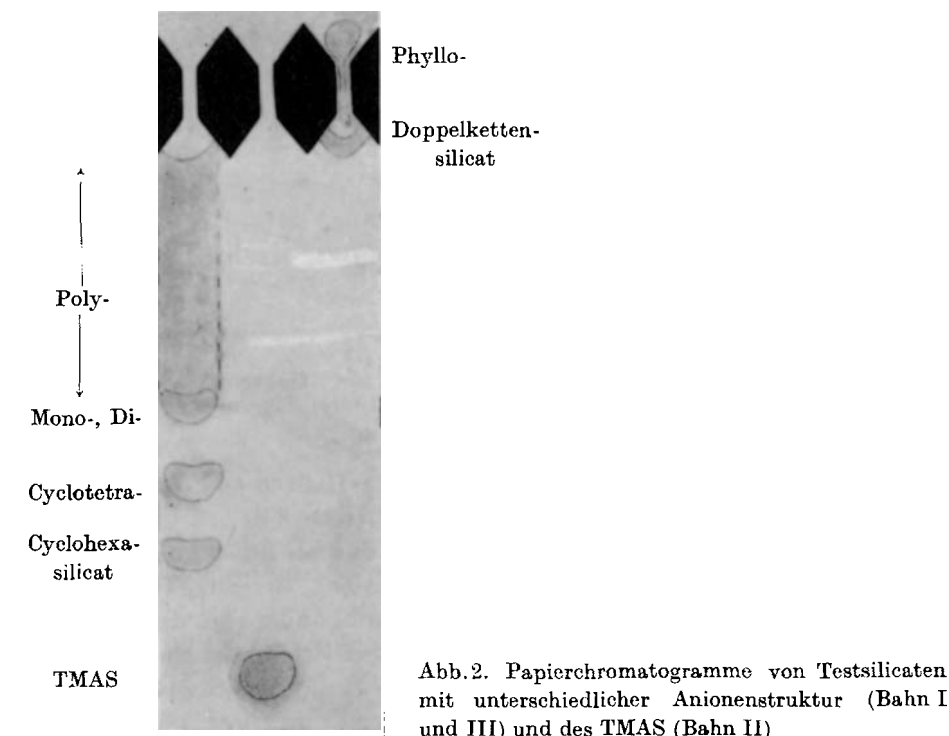 Phyllo-
Doppelketten-
silicat
Poly-
Mono-, Di-
Cyclotetra-
Cyclohexa-
silicat
TMAS
Abb.2. Papierchromatogramme von Testsilicaten
mit unterschiedlicher Anionenstruktur (Bahn I
und III) und des TMAS (Bahn II)